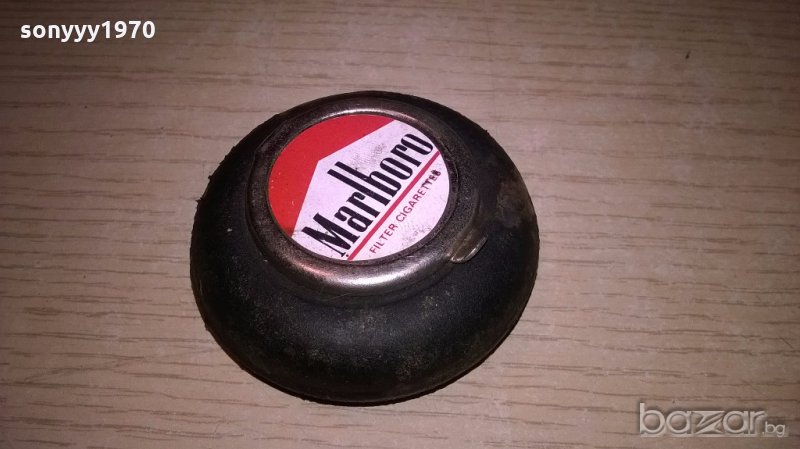 sonyyy1970
Marlboro
FILTER CIGARETTES
bazar.bg